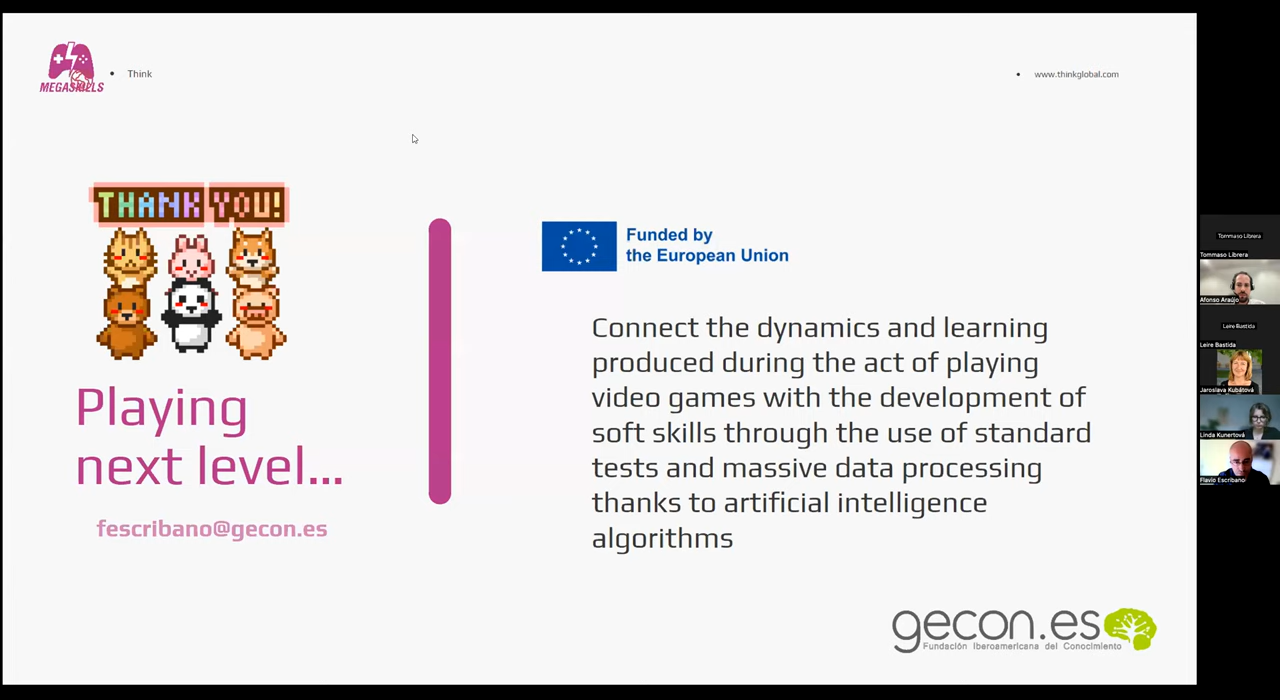 MEGASKILLS
• Think
• www.thinkglobal.com
THANK YOU!
Playing
next level...
fescribano@gecon.es
Funded by
the European Union
Connect the dynamics and learning
produced during the act of playing
video games with the development of
soft skills through the use of standard
tests and massive data processing
thanks to artificial intelligence
algorithms
gecon.es
Fundación Iberoamericana del Conocimiento
Tommaso Librera
Tommaso Librera
Afonso Araújo
Leire Bastida
Leire Bastida
Jaroslava Kubátová
Linda Kunertová
Flavio Escribano